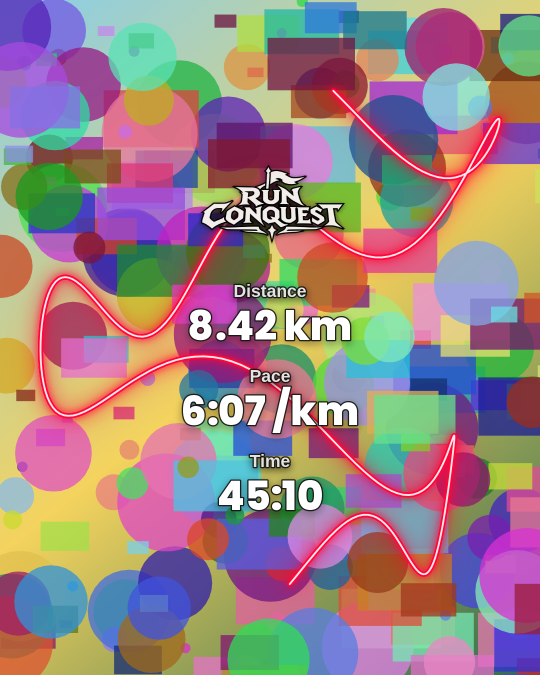 RUN
CONQUEST
Distance
8.42 km
Pace
6:07 /km
Time
45:10